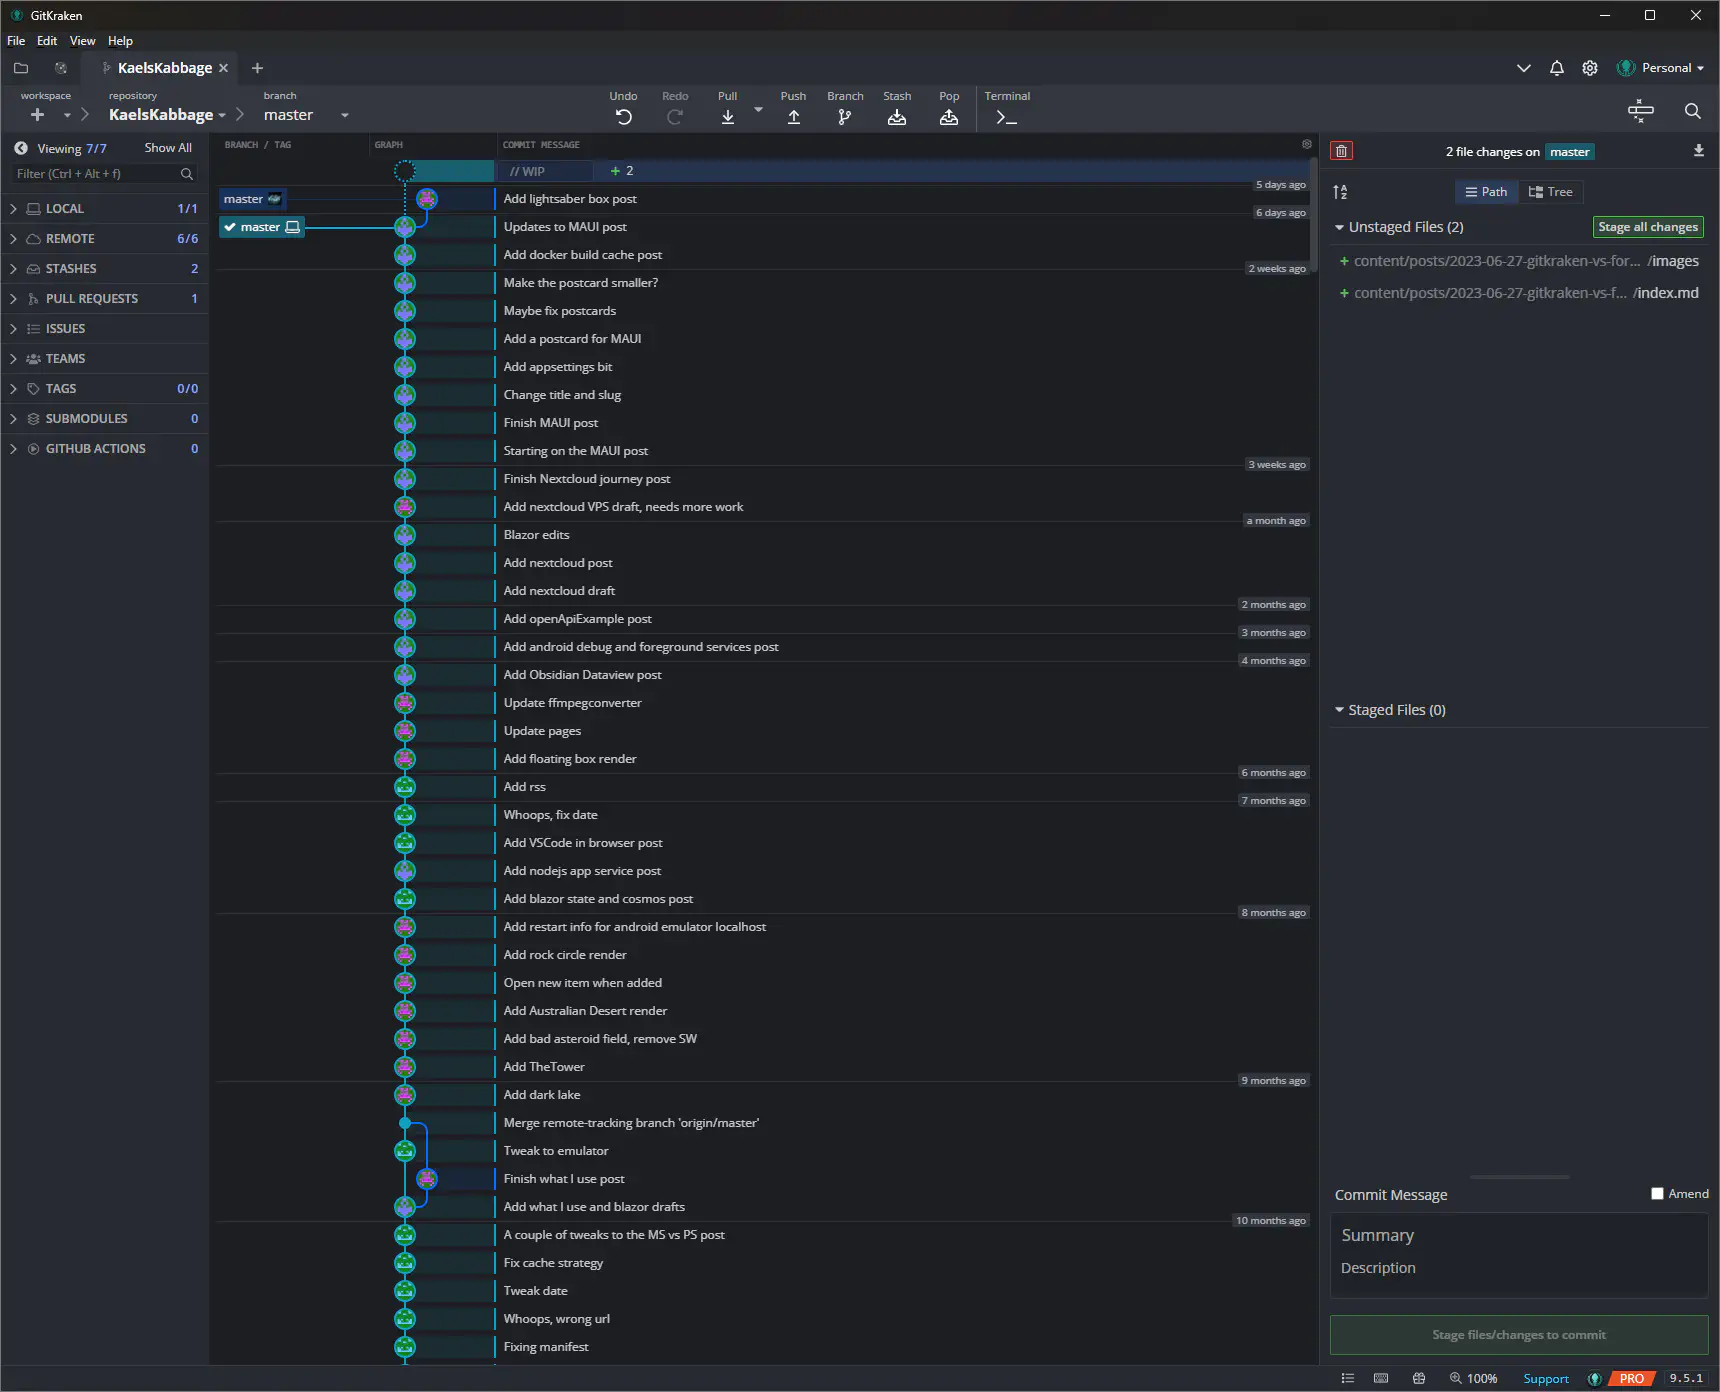 GitKraken
File Edit View Help
KaelsKabbage
Personal
workspace
repository
KaelsKabbage
branch
master
Undo
Redo
Pull
Push
Branch
Stash
Pop
Terminal
Viewing 7/7 Show All
Filter (Ctrl + Alt + f)
LOCAL 1/1
REMOTE 6/6
STASHES 2
PULL REQUESTS 1
ISSUES
TEAMS
TAGS 0/0
SUBMODULES 0
GITHUB ACTIONS 0
BRANCH / TAG GRAPH COMMIT MESSAGE
// WIP + 2
5 days ago
master Add lightsaber box post
6 days ago
master Updates to MAUI post
Add docker build cache post
2 weeks ago
Make the postcard smaller?
Maybe fix postcards
Add a postcard for MAUI
Add appsettings bit
Change title and slug
Finish MAUI post
Starting on the MAUI post
3 weeks ago
Finish Nextcloud journey post
Add nextcloud VPS draft, needs more work
a month ago
Blazor edits
Add nextcloud post
Add nextcloud draft
2 months ago
Add openApiExample post
3 months ago
Add android debug and foreground services post
4 months ago
Add Obsidian Dataview post
Update ffmpegconverter
Update pages
Add floating box render
6 months ago
Add rss
7 months ago
Whoops, fix date
Add VSCode in browser post
Add nodejs app service post
Add blazor state and cosmos post
8 months ago
Add restart info for android emulator localhost
Add rock circle render
Open new item when added
Add Australian Desert render
Add bad asteroid field, remove SW
Add TheTower
9 months ago
Add dark lake
Merge remote-tracking branch 'origin/master'
Tweak to emulator
Finish what I use post
Add what I use and blazor drafts
10 months ago
A couple of tweaks to the MS vs PS post
Fix cache strategy
Tweak date
Whoops, wrong url
Fixing manifest
2 file changes on master
Path Tree
Unstaged Files (2) Stage all changes
+ content/posts/2023-06-27-gitkraken-vs-for... /images
+ content/posts/2023-06-27-gitkraken-vs-f... /index.md
Staged Files (0)
Commit Message Amend
Summary
Description
Stage files/changes to commit
100% Support PRO 9.5.1